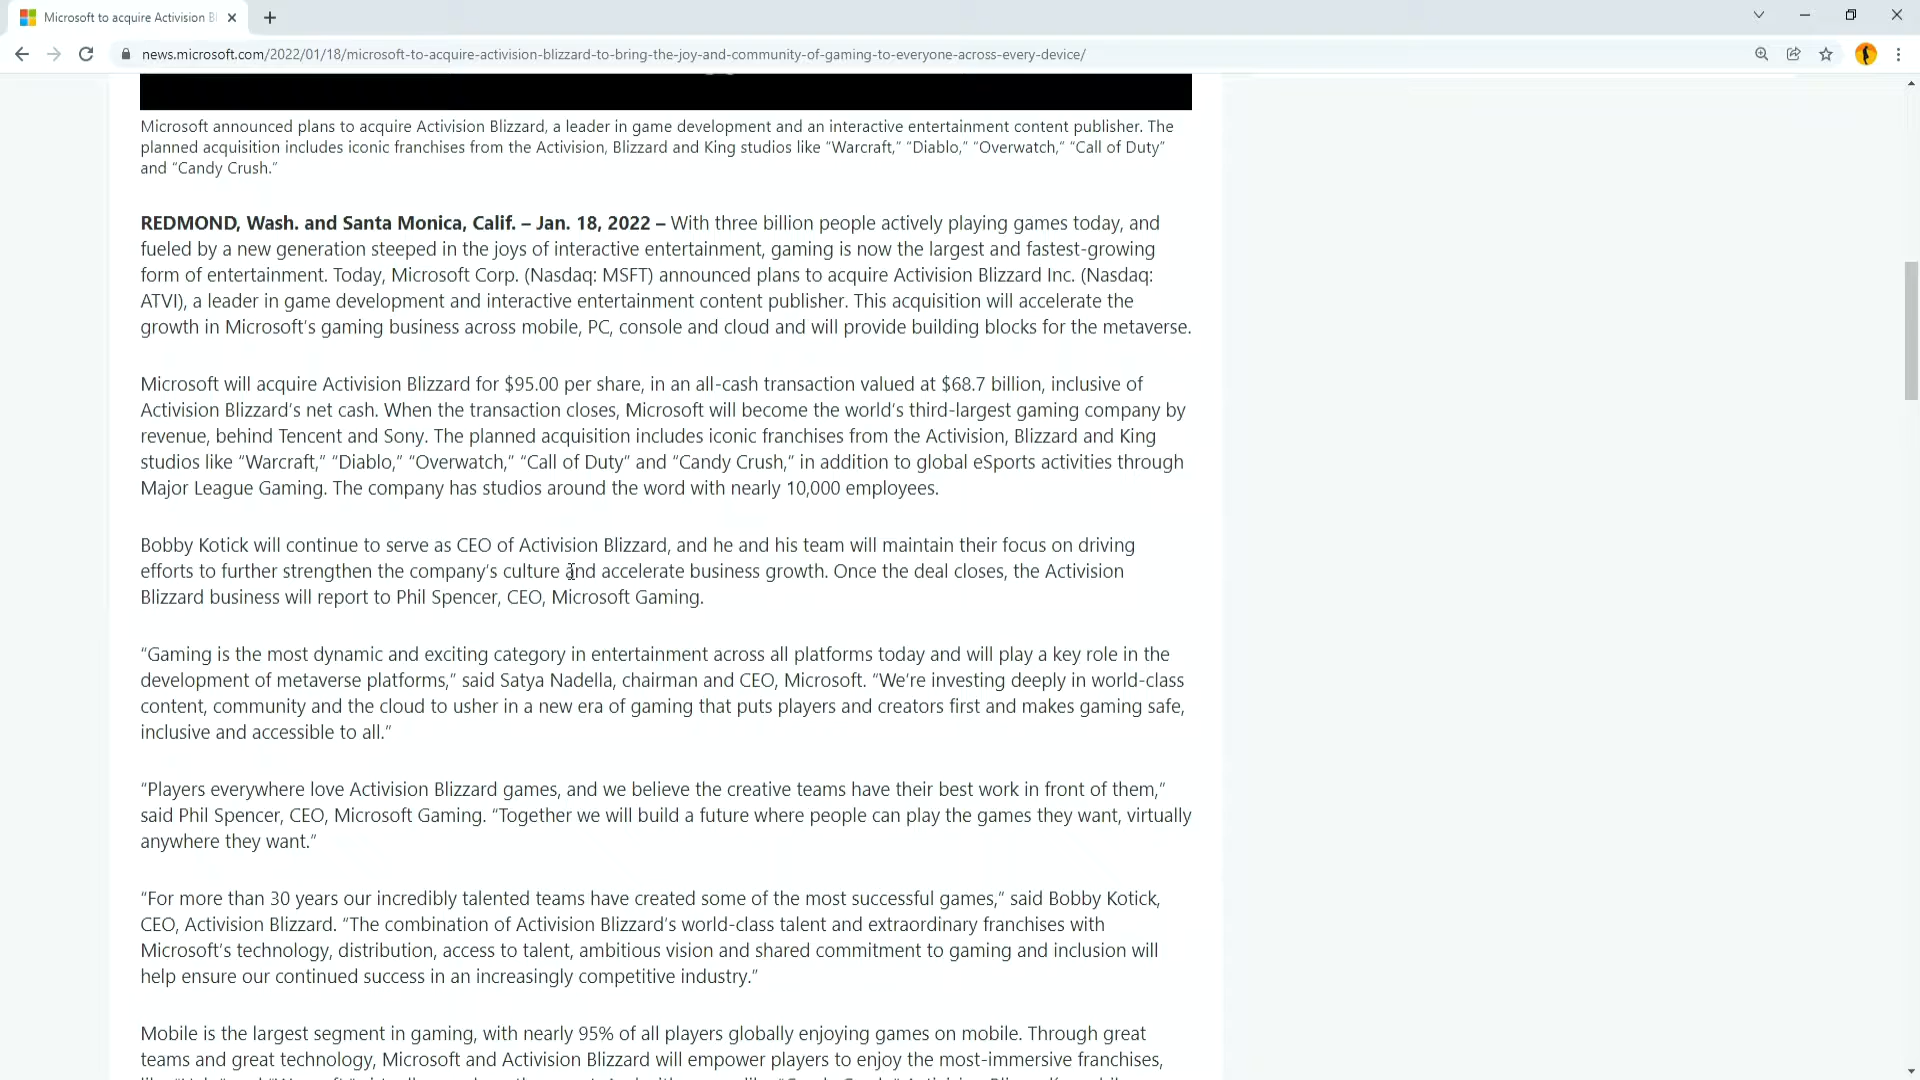 Microsoft to acquire Activision Bl
news.microsoft.com/2022/01/18/microsoft-to-acquire-activision-blizzard-to-bring-the-joy-and-community-of-gaming-to-everyone-across-every-device/
Microsoft announced plans to acquire Activision Blizzard, a leader in game development and an interactive entertainment content publisher. The
planned acquisition includes iconic franchises from the Activision, Blizzard and King studios like “Warcraft,” “Diablo,” “Overwatch,” “Call of Duty”
and “Candy Crush.”
REDMOND, Wash. and Santa Monica, Calif. – Jan. 18, 2022 – With three billion people actively playing games today, and
fueled by a new generation steeped in the joys of interactive entertainment, gaming is now the largest and fastest-growing
form of entertainment. Today, Microsoft Corp. (Nasdaq: MSFT) announced plans to acquire Activision Blizzard Inc. (Nasdaq:
ATVI), a leader in game development and interactive entertainment content publisher. This acquisition will accelerate the
growth in Microsoft’s gaming business across mobile, PC, console and cloud and will provide building blocks for the metaverse.
Microsoft will acquire Activision Blizzard for $95.00 per share, in an all-cash transaction valued at $68.7 billion, inclusive of
Activision Blizzard’s net cash. When the transaction closes, Microsoft will become the world’s third-largest gaming company by
revenue, behind Tencent and Sony. The planned acquisition includes iconic franchises from the Activision, Blizzard and King
studios like “Warcraft,” “Diablo,” “Overwatch,” “Call of Duty” and “Candy Crush,” in addition to global eSports activities through
Major League Gaming. The company has studios around the word with nearly 10,000 employees.
Bobby Kotick will continue to serve as CEO of Activision Blizzard, and he and his team will maintain their focus on driving
efforts to further strengthen the company’s culture and accelerate business growth. Once the deal closes, the Activision
Blizzard business will report to Phil Spencer, CEO, Microsoft Gaming.
“Gaming is the most dynamic and exciting category in entertainment across all platforms today and will play a key role in the
development of metaverse platforms,” said Satya Nadella, chairman and CEO, Microsoft. “We’re investing deeply in world-class
content, community and the cloud to usher in a new era of gaming that puts players and creators first and makes gaming safe,
inclusive and accessible to all.”
“Players everywhere love Activision Blizzard games, and we believe the creative teams have their best work in front of them,”
said Phil Spencer, CEO, Microsoft Gaming. “Together we will build a future where people can play the games they want, virtually
anywhere they want.”
“For more than 30 years our incredibly talented teams have created some of the most successful games,” said Bobby Kotick,
CEO, Activision Blizzard. “The combination of Activision Blizzard’s world-class talent and extraordinary franchises with
Microsoft’s technology, distribution, access to talent, ambitious vision and shared commitment to gaming and inclusion will
help ensure our continued success in an increasingly competitive industry.”
Mobile is the largest segment in gaming, with nearly 95% of all players globally enjoying games on mobile. Through great
teams and great technology, Microsoft and Activision Blizzard will empower players to enjoy the most-immersive franchises,